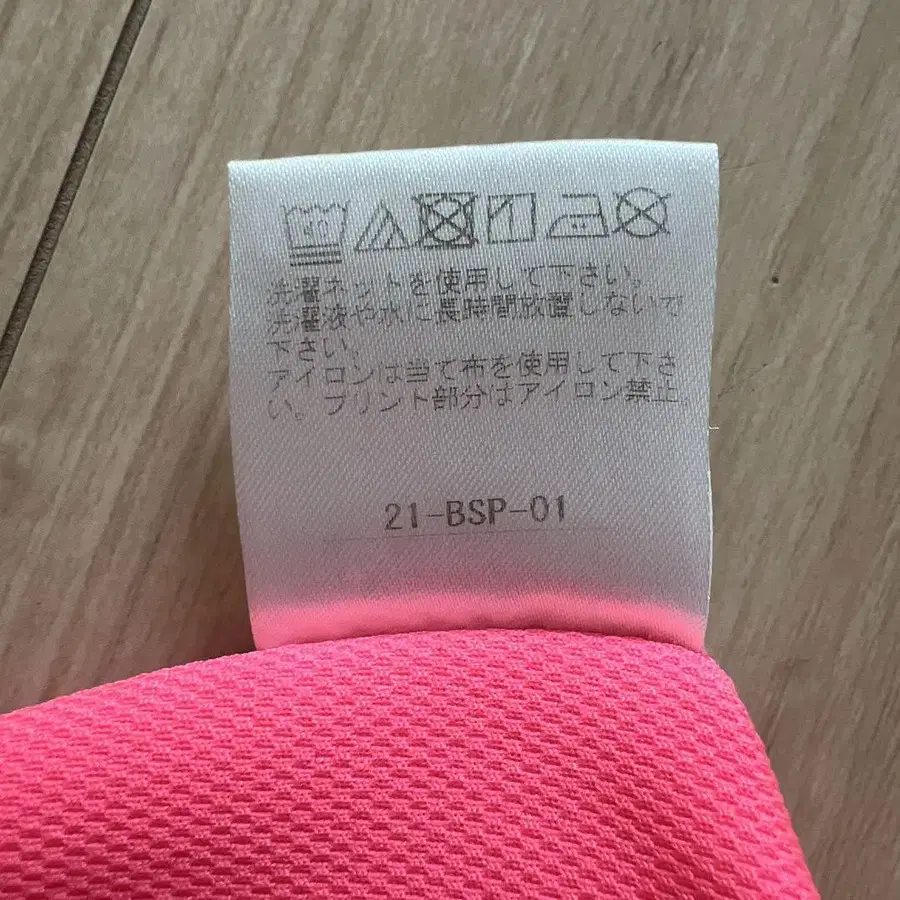 40
洗濯ネットを使用して下さい。
洗濯液や水に長時間放置しないで
下さい。
アイロンは当て布を使用して下さ
い。プリント部分はアイロン禁止。
21-BSP-01